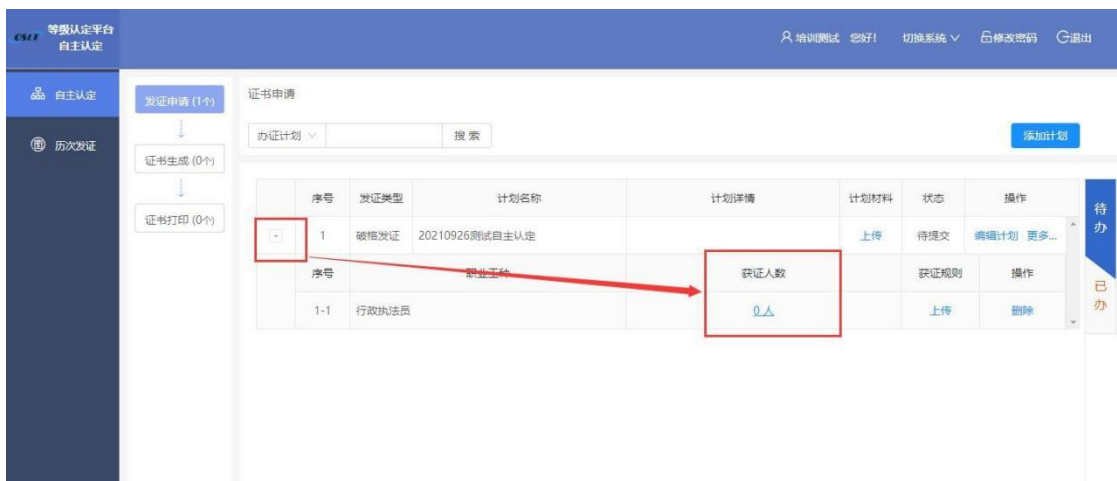 OSLT 等级认定平台
自主认定
培训测试 您好! 切换系统 修改密码 退出
自主认定
历次发证
发证申请 (1个)
证书生成 (0个)
证书打印 (0个)
证书申请
办证计划 搜 索 添加计划
序号 发证类型 计划名称 计划详情 计划材料 状态 操作
1 破格发证 20210926测试自主认定 上传 待提交 编辑计划 更多...
序号 职业工种 获证人数 获证规则 操作
1-1 行政执法员 0人 上传 删除
待办
已办